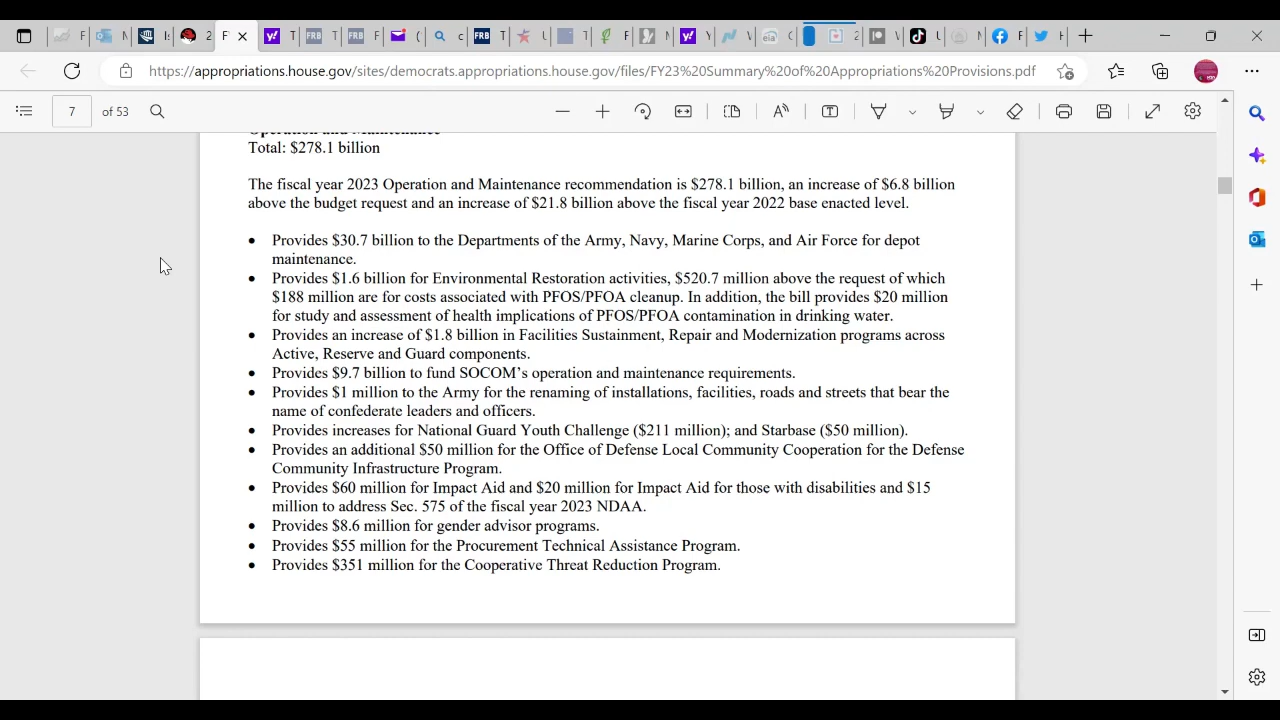 F
N
Is
2
F
T
T
F
(
c
T
U
T
F
N
Y
V
C
2
V
U
N
F
H
https://appropriations.house.gov/sites/democrats.appropriations.house.gov/files/FY23%20Summary%20of%20Appropriations%20Provisions.pdf
7 of 53
Operation and Maintenance
Total: $278.1 billion
The fiscal year 2023 Operation and Maintenance recommendation is $278.1 billion, an increase of $6.8 billion
above the budget request and an increase of $21.8 billion above the fiscal year 2022 base enacted level.
• Provides $30.7 billion to the Departments of the Army, Navy, Marine Corps, and Air Force for depot
maintenance.
• Provides $1.6 billion for Environmental Restoration activities, $520.7 million above the request of which
$188 million are for costs associated with PFOS/PFOA cleanup. In addition, the bill provides $20 million
for study and assessment of health implications of PFOS/PFOA contamination in drinking water.
• Provides an increase of $1.8 billion in Facilities Sustainment, Repair and Modernization programs across
Active, Reserve and Guard components.
• Provides $9.7 billion to fund SOCOM’s operation and maintenance requirements.
• Provides $1 million to the Army for the renaming of installations, facilities, roads and streets that bear the
name of confederate leaders and officers.
• Provides increases for National Guard Youth Challenge ($211 million); and Starbase ($50 million).
• Provides an additional $50 million for the Office of Defense Local Community Cooperation for the Defense
Community Infrastructure Program.
• Provides $60 million for Impact Aid and $20 million for Impact Aid for those with disabilities and $15
million to address Sec. 575 of the fiscal year 2023 NDAA.
• Provides $8.6 million for gender advisor programs.
• Provides $55 million for the Procurement Technical Assistance Program.
• Provides $351 million for the Cooperative Threat Reduction Program.